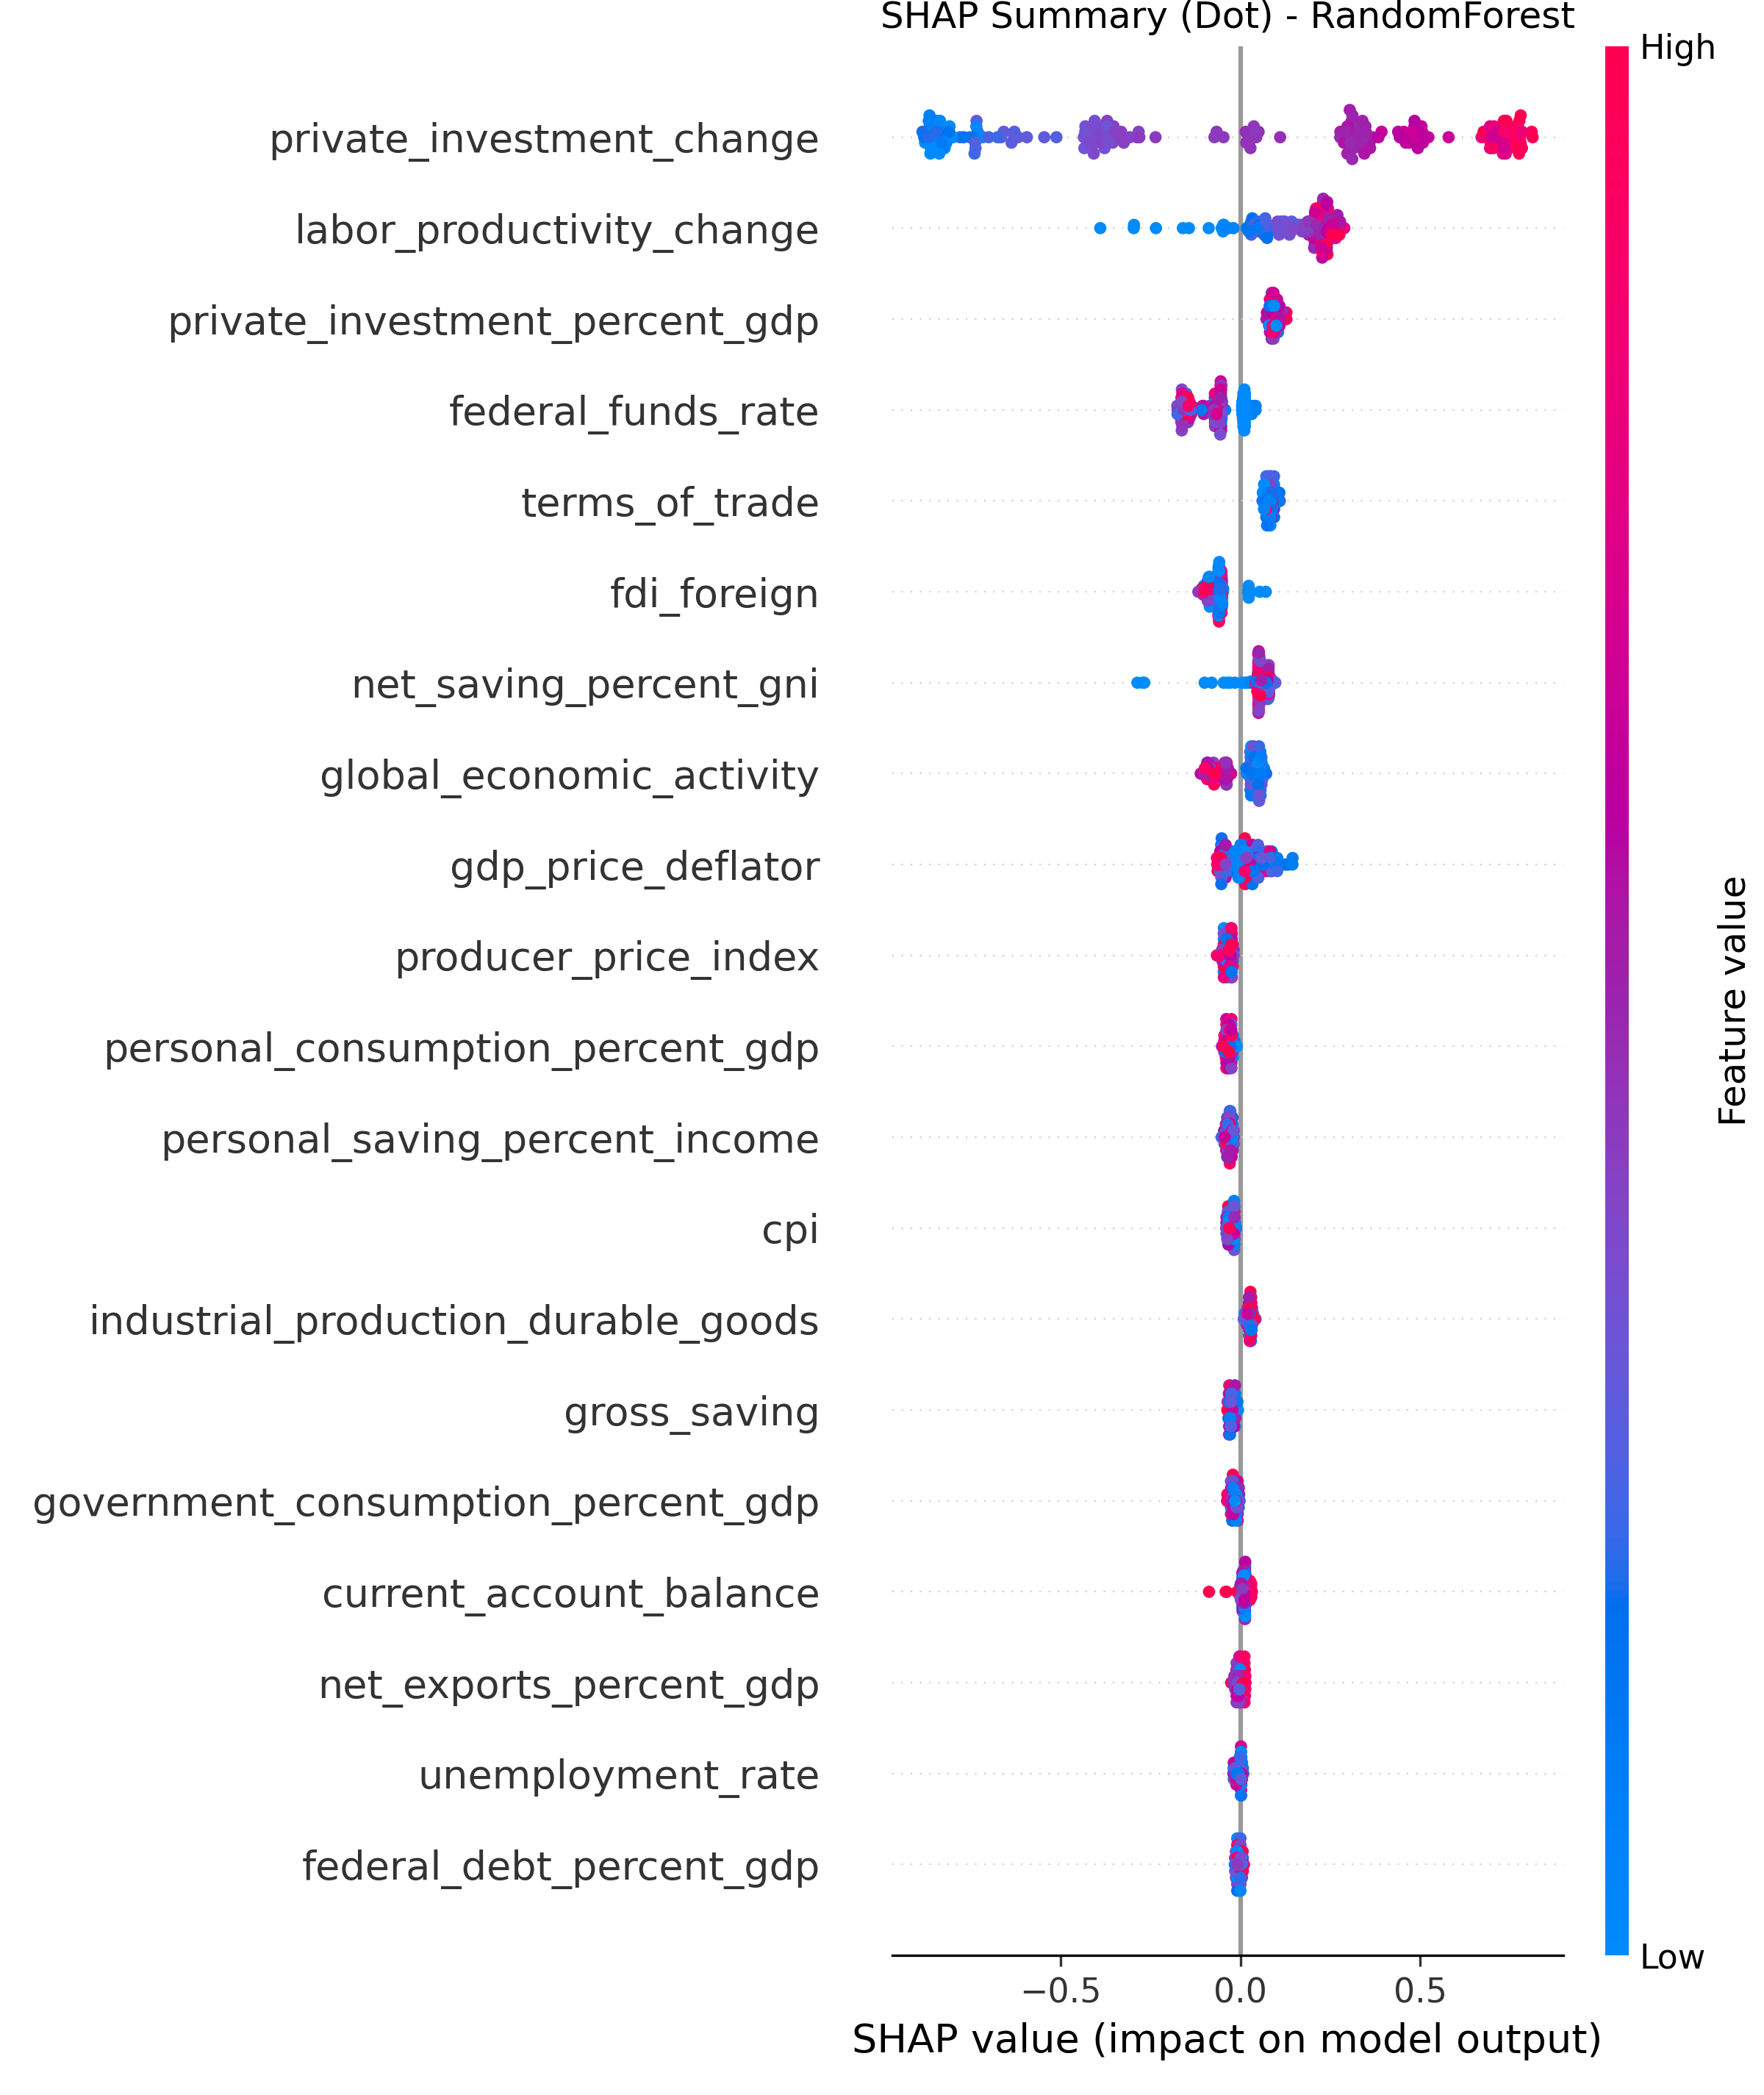 SHAP Summary (Dot) - RandomForest
High
private_investment_change
labor_productivity_change
private_investment_percent_gdp
federal_funds_rate
terms_of_trade
fdi_foreign
net_saving_percent_gni
global_economic_activity
gdp_price_deflator
producer_price_index
personal_consumption_percent_gdp
personal_saving_percent_income
cpi
industrial_production_durable_goods
gross_saving
government_consumption_percent_gdp
current_account_balance
net_exports_percent_gdp
unemployment_rate
federal_debt_percent_gdp
Feature value
Low
−0.5 0.0 0.5
SHAP value (impact on model output)